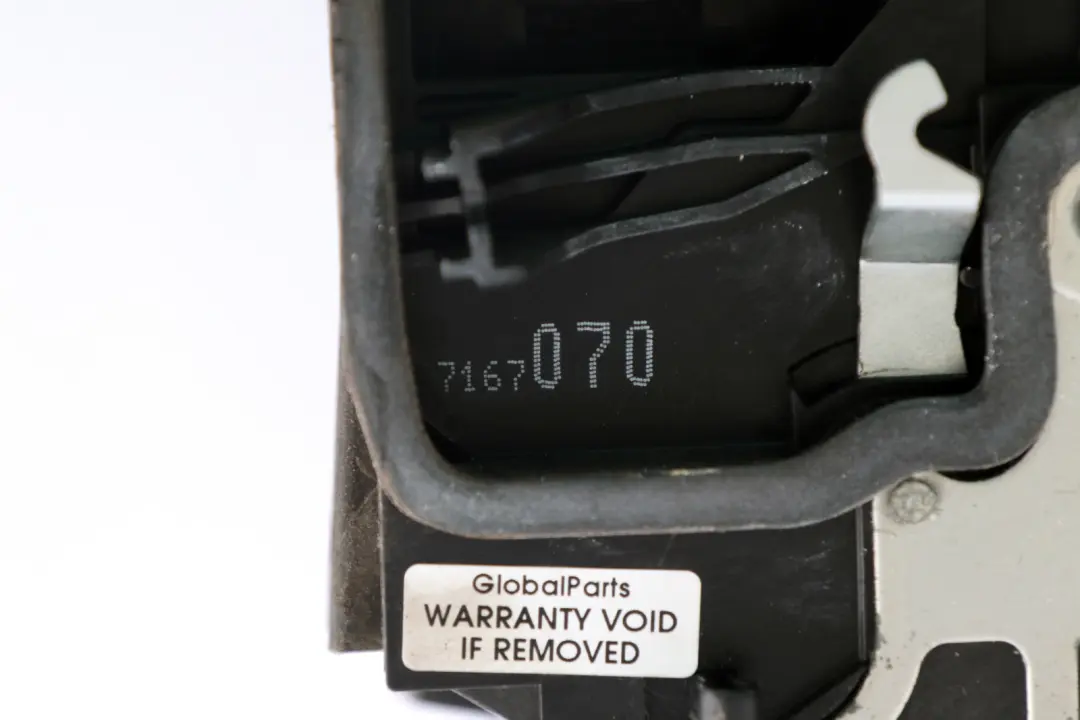 7167070
GlobalParts
WARRANTY VOID
IF REMOVED